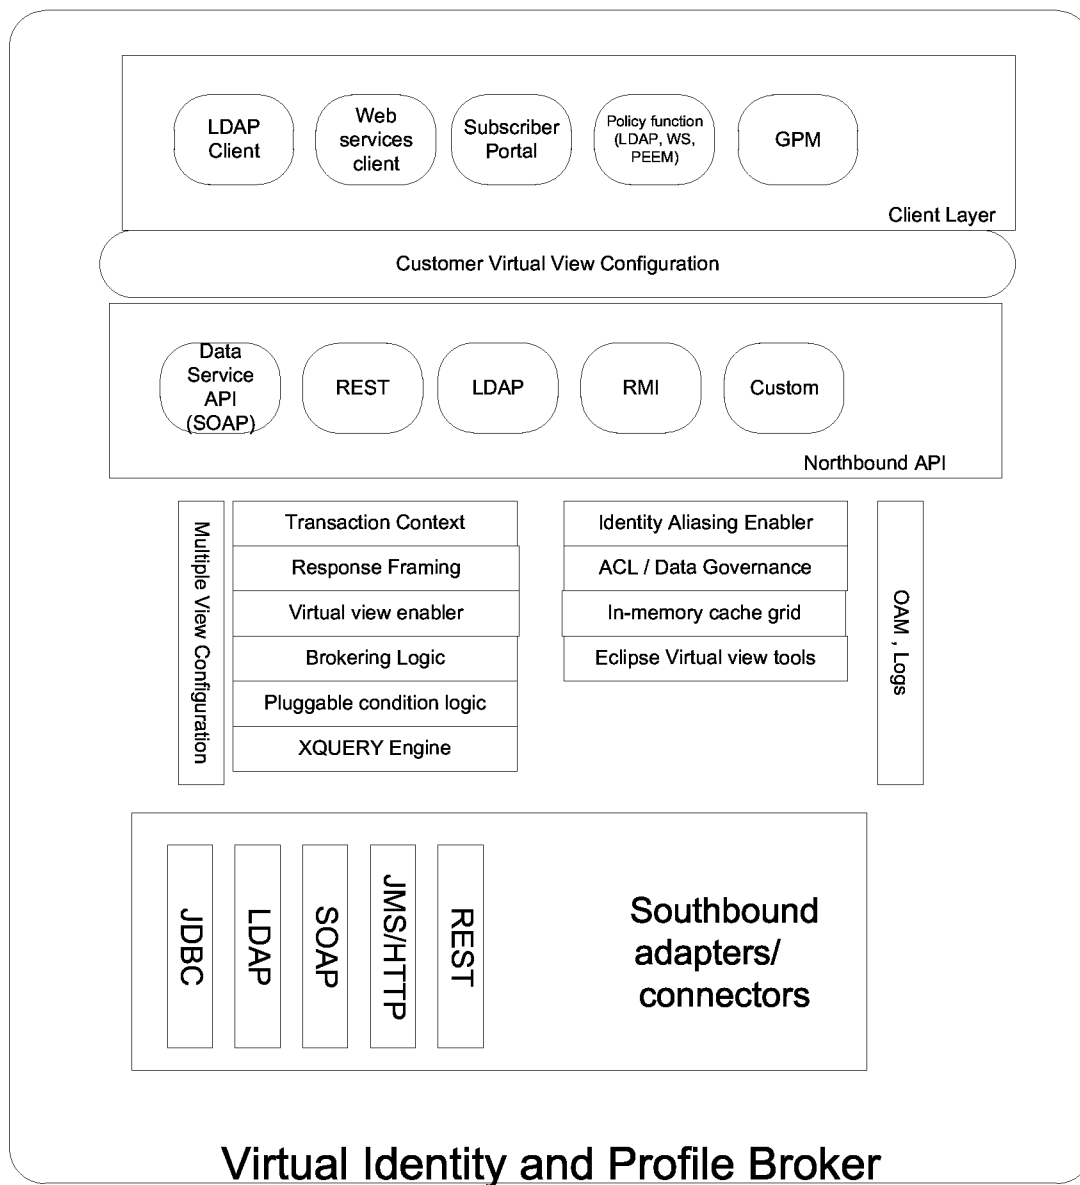 LDAP
Client
Web
services
client
Subscriber
Portal
Policy function
(LDAP, WS,
PEEM)
GPM
Client Layer
Customer Virtual View Configuration
Data
Service
API
(SOAP)
REST
LDAP
RMI
Custom
Northbound API
Multiple View Configuration
Transaction Context
Response Framing
Virtual view enabler
Brokering Logic
Pluggable condition logic
XQUERY Engine
Identity Aliasing Enabler
ACL / Data Governance
In-memory cache grid
Eclipse Virtual view tools
OAM , Logs
JDBC
LDAP
SOAP
JMS/HTTP
REST
Southbound
adapters/
connectors
Virtual Identity and Profile Broker